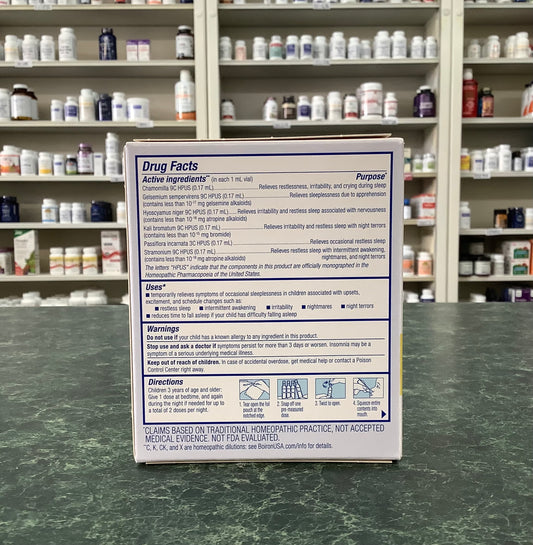 Drug Facts
Active ingredients** (in each 1 mL vial) Purpose*
Chamomilla 9C HPUS (0.17 mL) Relieves restlessness, irritability, and crying during sleep
Gelsemium sempervirens 9C HPUS (0.17 mL) Relieves sleeplessness due to apprehension
(contains less than 10⁻¹¹ mg gelsemine alkaloids)
Hyoscyamus niger 9C HPUS (0.17 mL) Relieves irritability and restless sleep associated with nervousness
(contains less than 10⁻¹⁸ mg atropine alkaloids)
Kali bromatum 9C HPUS (0.17 mL) Relieves irritability and restless sleep with night terrors
(contains less than mg bromide)
Passiflora incarnata 3C HPUS (0.17 mL) Relieves occasional restless sleep
Stramonium 9C HPUS (0.17 mL) Relieves restless sleep with intermittent awakening,
(contains less than mg atropine alkaloids) nightmares, and night terrors
The letters "HPUS" indicate that the components in this product are officially monographed in the
Homeopathic Pharmacopoeia of the United States.
Uses*
■ temporarily relieves symptoms of occasional sleeplessness in children associated with upsets,
excitement, and schedule changes such as:
■ restless sleep ■ intermittent awakening ■ irritability ■ nightmares ■ night terrors
■ reduces time to fall asleep if your child has difficulty falling asleep
Warnings
Do not use if your child has a known allergy to any ingredient in this product.
Stop use and ask a doctor if symptoms persist for more than 3 days or worsen. Insomnia may be a
symptom of a serious underlying medical illness.
Keep out of reach of children. In case of accidental overdose, get medical help or contact a Poison
Control Center right away.
Directions
Children 3 years of age and older:
Give 1 dose at bedtime, and again
during the night if needed for up
to a total of 2 doses per night.
1. Tear open the foil
pouch at the
notched edge.
2. Snap off one
pre-measured
dose.
3. Twist to open.
4. Squeeze entire
contents into
mouth.
*CLAIMS BASED ON TRADITIONAL HOMEOPATHIC PRACTICE, NOT ACCEPTED
MEDICAL EVIDENCE. NOT FDA EVALUATED.
**C, K, CK, and X are homeopathic dilutions: see BoironUSA.com/info for details.